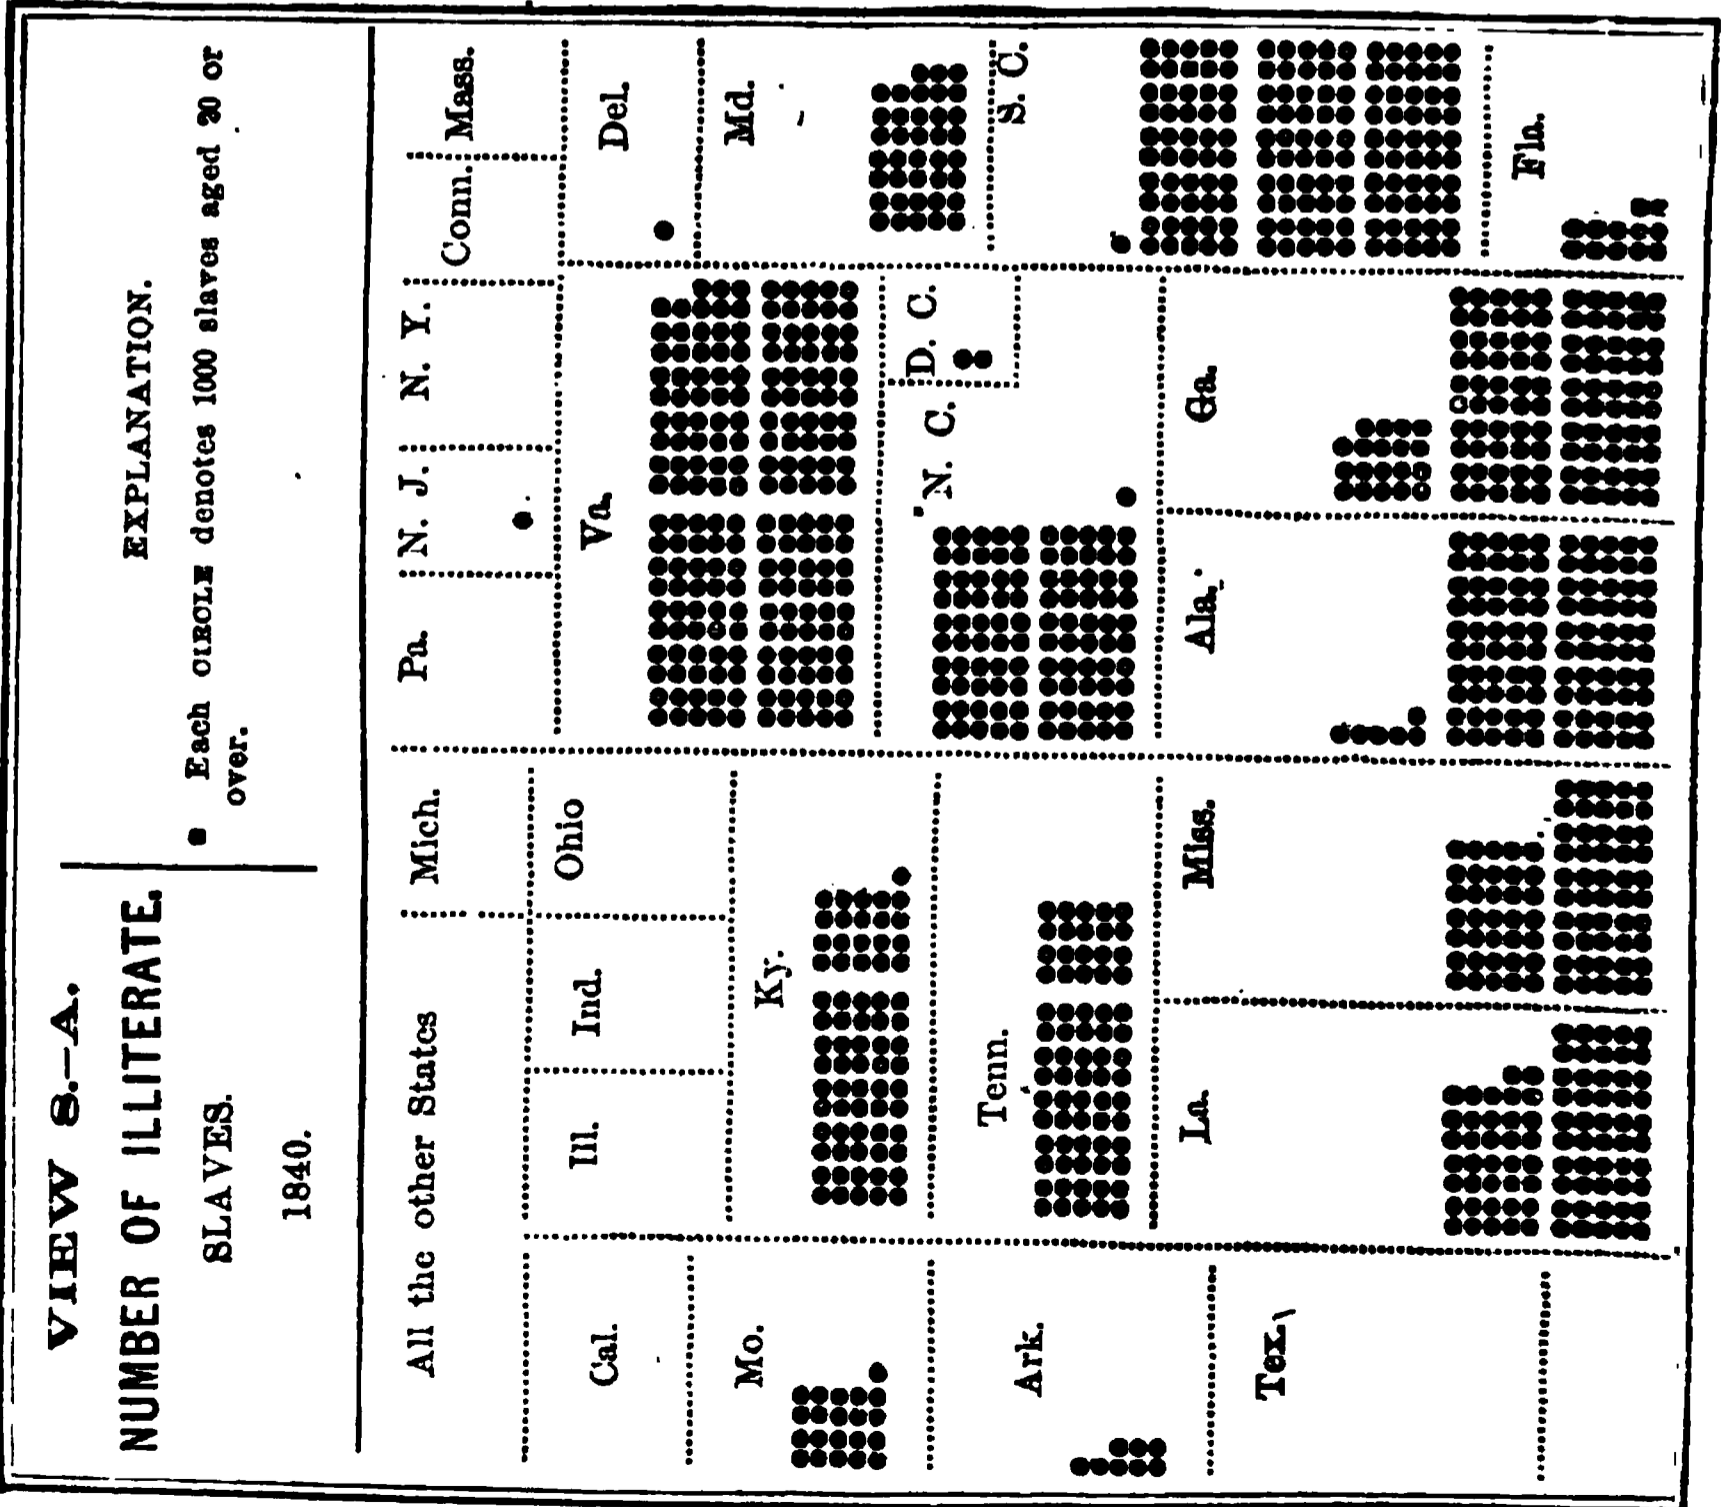 VIEW 8.—A.
NUMBER OF ILLITERATE.
SLAVES.
1840.
EXPLANATION.
Each CIRCLE denotes 1000 slaves aged 20 or
over.
All the other States
Mich.
Pa.
N. J.
N. Y.
Conn.
Mass.
Cal.
Ill.
Ind.
Ohio
Va.
Del.
Mo.
Ky.
Md.
Ark.
Tenn.
N. C.
D. C.
S. C.
Tex.
La.
Miss.
Ala.
Ga.
Fla.